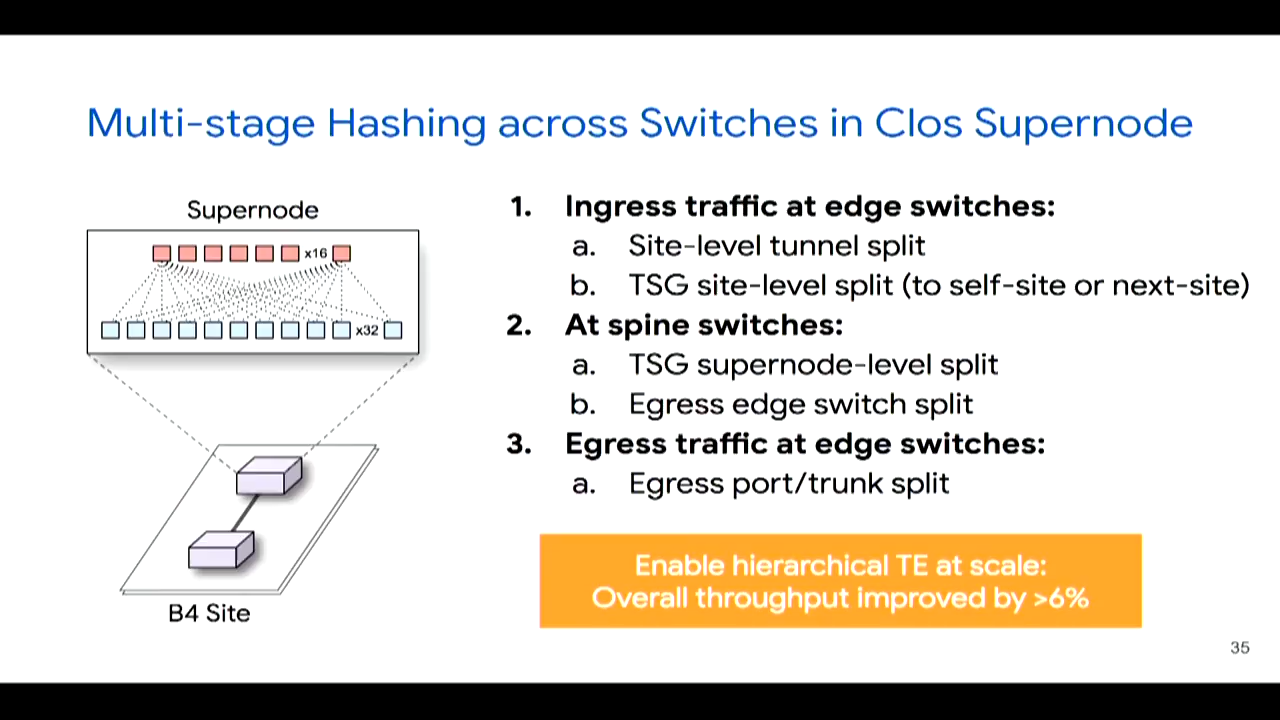 Multi-stage Hashing across Switches in Clos Supernode
Supernode
x16
x32
B4 Site
1. Ingress traffic at edge switches:
a. Site-level tunnel split
b. TSG site-level split (to self-site or next-site)
2. At spine switches:
a. TSG supernode-level split
b. Egress edge switch split
3. Egress traffic at edge switches:
a. Egress port/trunk split
Enable hierarchical TE at scale:
Overall throughput improved by >6%
35